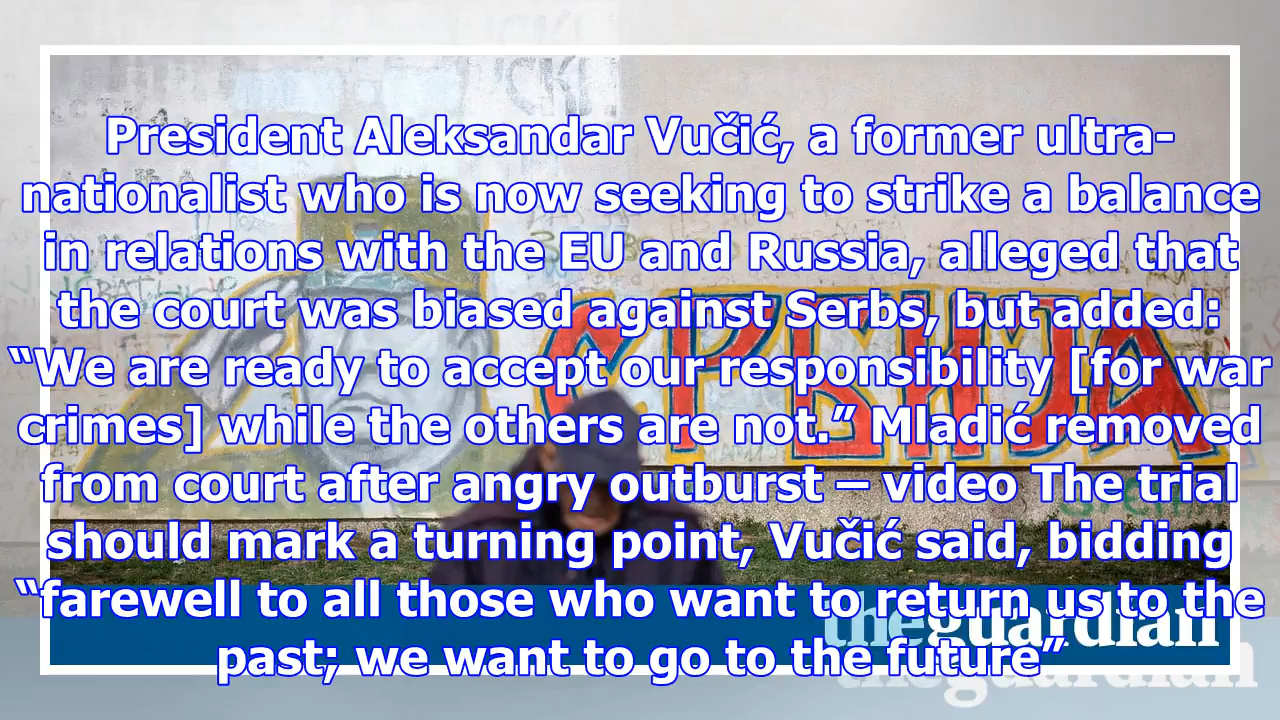 President Aleksandar Vučić, a former ultra-
nationalist who is now seeking to strike a balance
in relations with the EU and Russia, alleged that
the court was biased against Serbs, but added:
“We are ready to accept our responsibility [for war
crimes] while the others are not.” Mladić removed
from court after angry outburst – video The trial
should mark a turning point, Vučić said, bidding
“farewell to all those who want to return us to the
past; we want to go to the future”
СРБИЈА
theguardian
theguardian